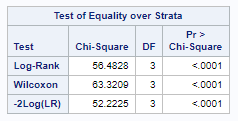 Test of Equality over Strata
Test Chi-Square DF Pr > Chi-Square
Log-Rank 56.4828 3 <.0001
Wilcoxon 63.3209 3 <.0001
-2Log(LR) 52.2225 3 <.0001